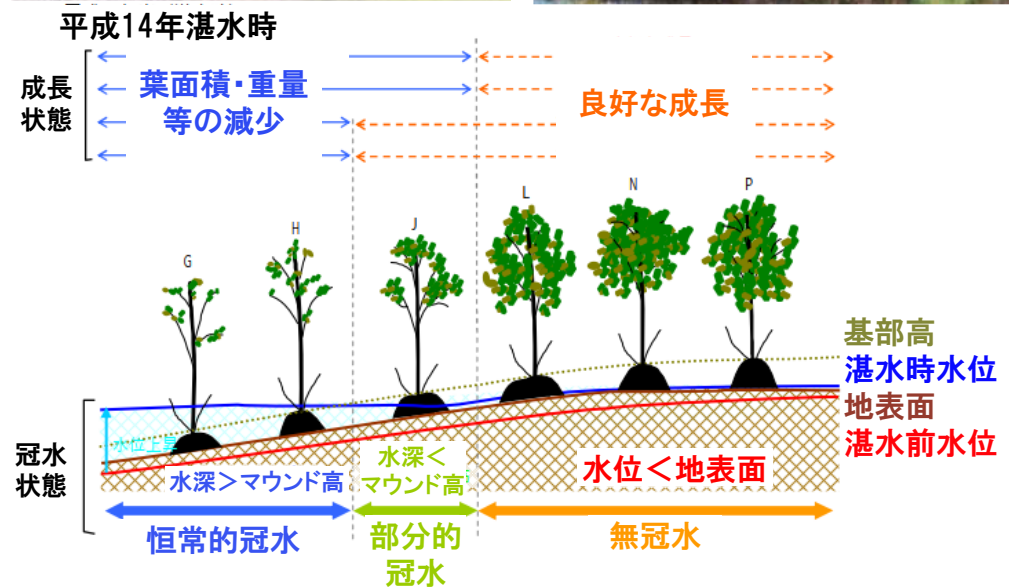 平成14年湛水時
成長
状態
葉面積・重量
等の減少
良好な成長
G
H
J
L
N
P
基部高
湛水時水位
地表面
湛水前水位
水位上昇
冠水
状態
水深＞マウンド高
水深＜
マウンド高
水位＜地表面
恒常的冠水
部分的
冠水
無冠水